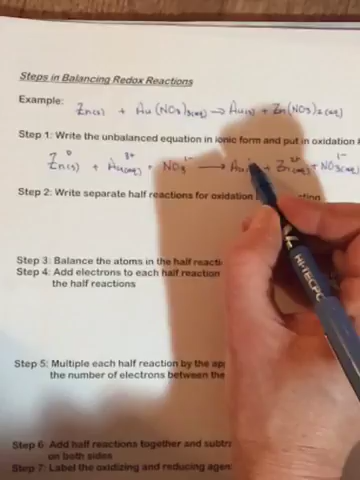 Steps in Balancing Redox Reactions
Example: Zn(s) + Au(NO3)3(aq) → Au(s) + Zn(NO3)2(aq)
Step 1: Write the unbalanced equation in ionic form and put in oxidation
0 3+ 1- 2+ 1-
Zn(s) + Au(aq) + NO3 → Au(s) + Zn(aq) + NO3(aq)
Step 2: Write separate half reactions for oxidation
Step 3: Balance the atoms in the half
Step 4: Add electrons to each half reaction
the half reactions
Step 5: Multiply each half reaction by the
the number of electrons between the
Step 6: Add half reactions together and
on both sides
Step 7: Label the oxidizing and reducing
HI-TECPC